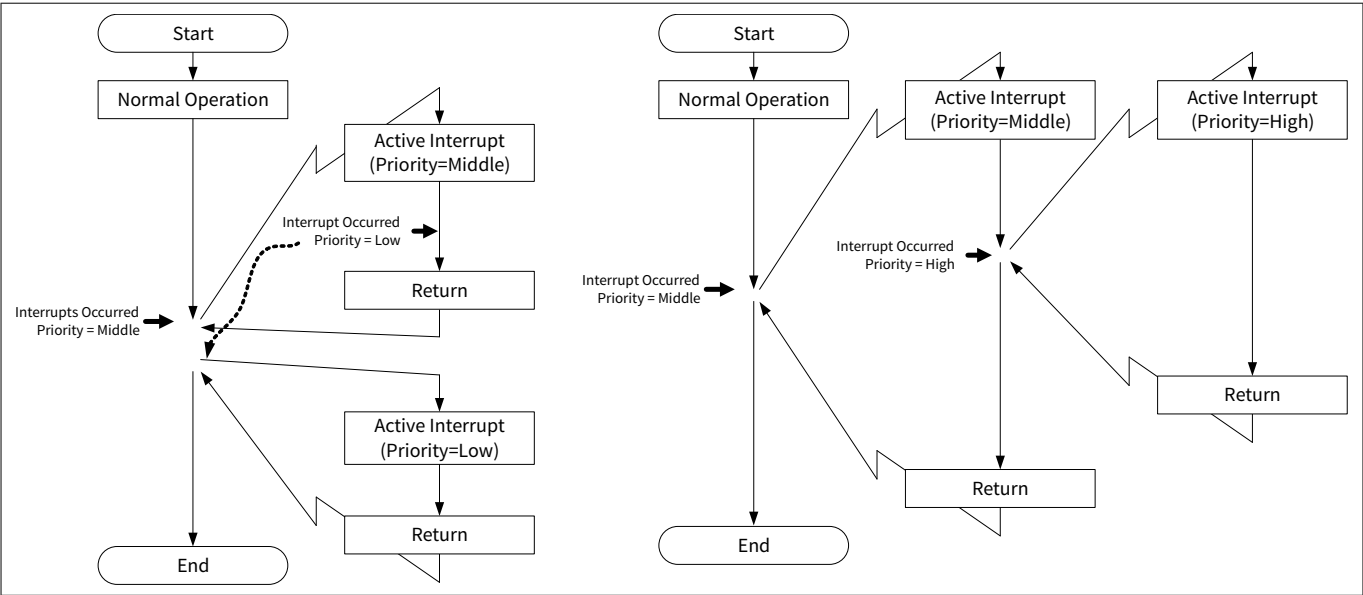 Start
Normal Operation
Active Interrupt
(Priority=Middle)
Interrupt Occurred
Priority = Low
Return
Interrupts Occurred
Priority = Middle
Active Interrupt
(Priority=Low)
Return
End
Start
Normal Operation
Active Interrupt
(Priority=Middle)
Active Interrupt
(Priority=High)
Interrupt Occurred
Priority = High
Interrupt Occurred
Priority = Middle
Return
Return
End